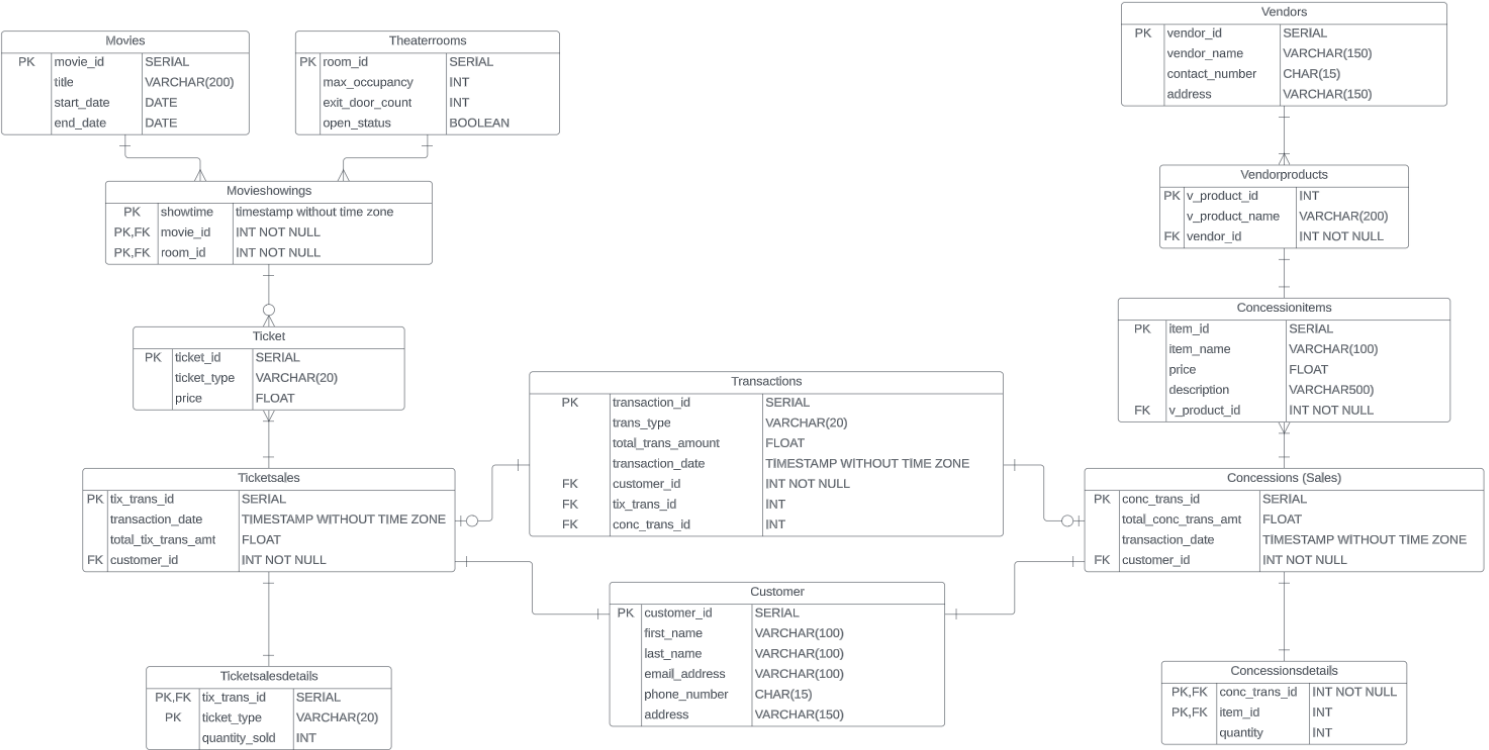 Movies
PK movie_id SERIAL
title VARCHAR(200)
start_date DATE
end_date DATE
Theaterrooms
PK room_id SERIAL
max_occupancy INT
exit_door_count INT
open_status BOOLEAN
Vendors
PK vendor_id SERIAL
vendor_name VARCHAR(150)
contact_number CHAR(15)
address VARCHAR(150)
Movieshowings
PK showtime timestamp without time zone
PK,FK movie_id INT NOT NULL
PK,FK room_id INT NOT NULL
Vendorproducts
PK v_product_id INT
v_product_name VARCHAR(200)
FK vendor_id INT NOT NULL
Ticket
PK ticket_id SERIAL
ticket_type VARCHAR(20)
price FLOAT
Concessionitems
PK item_id SERIAL
item_name VARCHAR(100)
price FLOAT
description VARCHAR500)
FK v_product_id INT NOT NULL
Transactions
PK transaction_id SERIAL
trans_type VARCHAR(20)
total_trans_amount FLOAT
transaction_date TIMESTAMP WITHOUT TIME ZONE
FK customer_id INT NOT NULL
FK tix_trans_id INT
FK conc_trans_id INT
Ticketsales
PK tix_trans_id SERIAL
transaction_date TIMESTAMP WITHOUT TIME ZONE
total_tix_trans_amt FLOAT
FK customer_id INT NOT NULL
Concessions (Sales)
PK conc_trans_id SERIAL
total_conc_trans_amt FLOAT
transaction_date TIMESTAMP WITHOUT TIME ZONE
FK customer_id INT NOT NULL
Customer
PK customer_id SERIAL
first_name VARCHAR(100)
last_name VARCHAR(100)
email_address VARCHAR(100)
phone_number CHAR(15)
address VARCHAR(150)
Ticketsalesdetails
PK,FK tix_trans_id SERIAL
PK ticket_type VARCHAR(20)
quantity_sold INT
Concessionsdetails
PK,FK conc_trans_id INT NOT NULL
PK,FK item_id INT
quantity INT